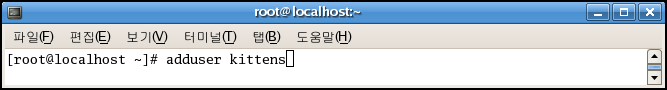 root@localhost:~
파일(F) 편집(E) 보기(V) 터미널(T) 탭(B) 도움말(H)
[root@localhost ~]# adduser kittens